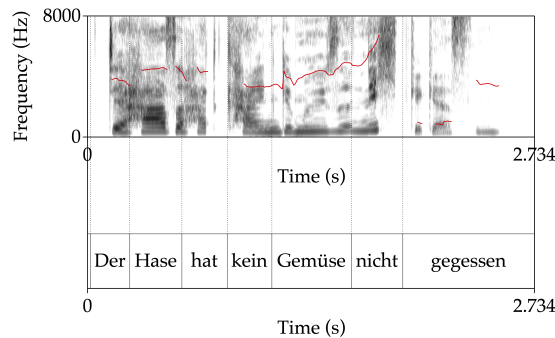 Frequency (Hz)
8000
0
0 2.734
Time (s)
Der Hase hat kein Gemüse nicht gegessen
0 2.734
Time (s)